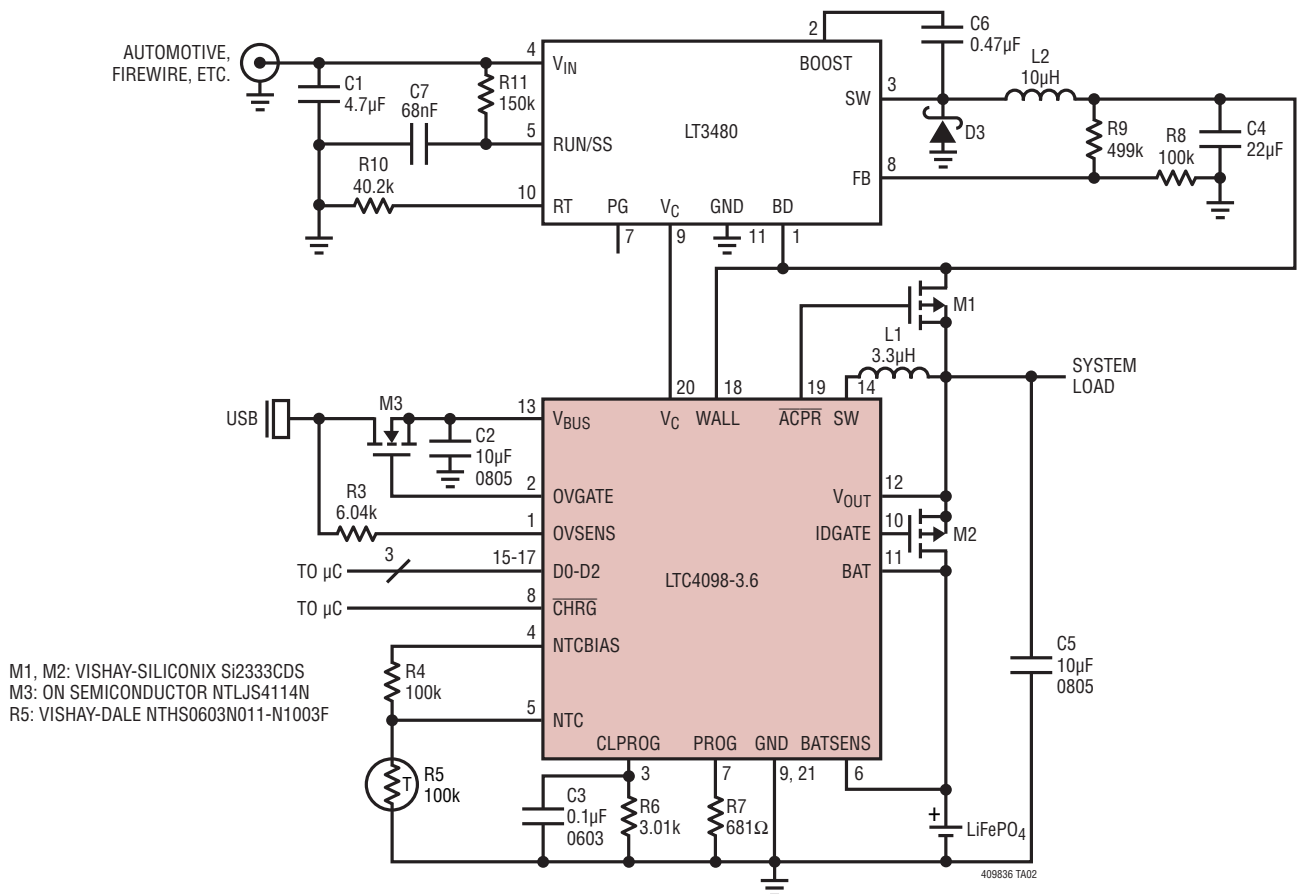 AUTOMOTIVE,
FIREWIRE, ETC.
C1
4.7µF
C7
68nF
R11
150k
R10
40.2k
4
5
10
VIN
RUN/SS
RT
PG
VC
GND
BD
7
9
11
1
LT3480
BOOST
SW
FB
2
3
8
C6
0.47µF
L2
10µH
D3
R9
499k
R8
100k
C4
22µF
M1
L1
3.3µH
SYSTEM
LOAD
20
18
19
14
USB
M3
C2
10µF
0805
R3
6.04k
3
TO µC
TO µC
13
2
1
15-17
8
4
5
VBUS
OVGATE
OVSENS
D0-D2
CHRG
NTCBIAS
NTC
VC
WALL
ACPR
SW
VOUT
IDGATE
BAT
LTC4098-3.6
12
10
11
M2
C5
10µF
0805
M1, M2: VISHAY-SILICONIX Si2333CDS
M3: ON SEMICONDUCTOR NTLJS4114N
R5: VISHAY-DALE NTHS0603N011-N1003F
R4
100k
T
R5
100k
CLPROG
PROG
GND
BATSENS
3
7
9, 21
6
C3
0.1µF
0603
R6
3.01k
R7
681Ω
+
LiFePO4
409836 TA02